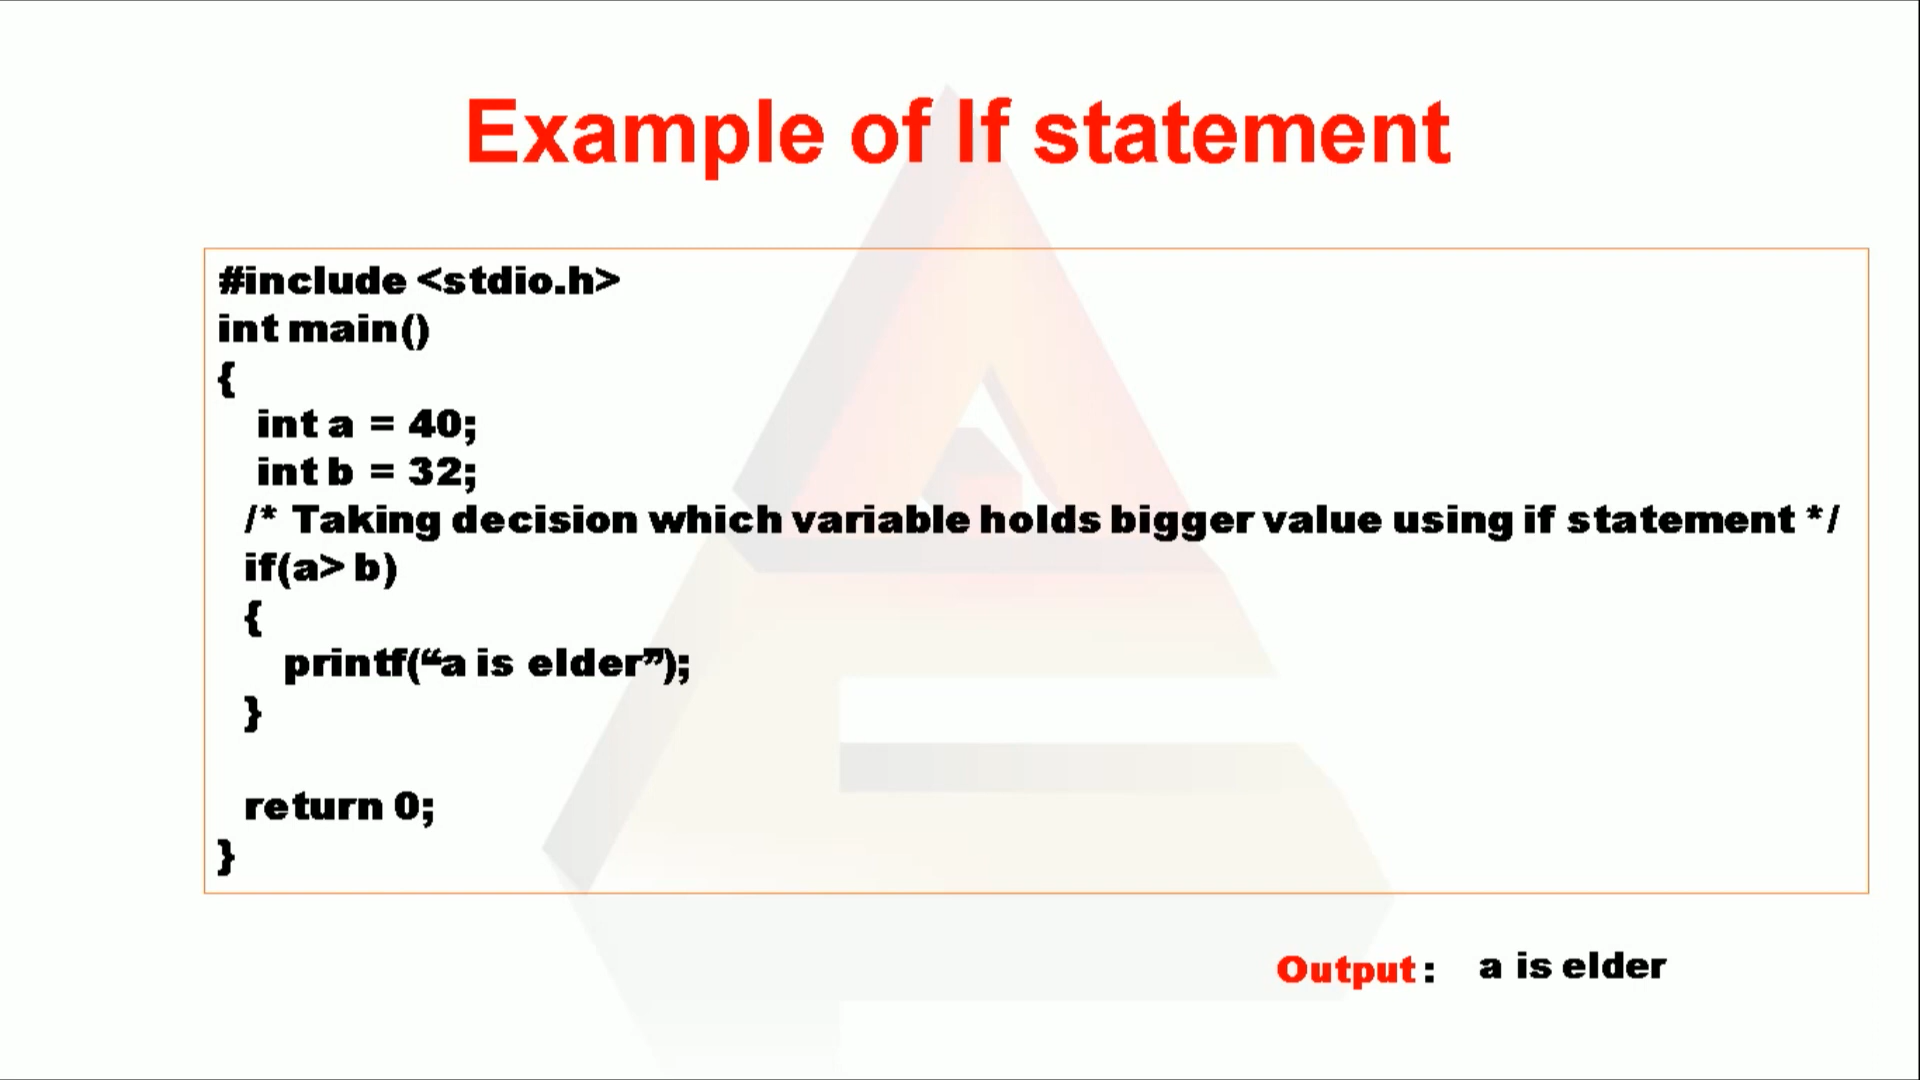 Example of If statement
#include <stdio.h>
int main()
{
int a = 40;
int b = 32;
/* Taking decision which variable holds bigger value using if statement */
if(a> b)
{
printf(“a is elder”);
}
return 0;
}
Output : a is elder